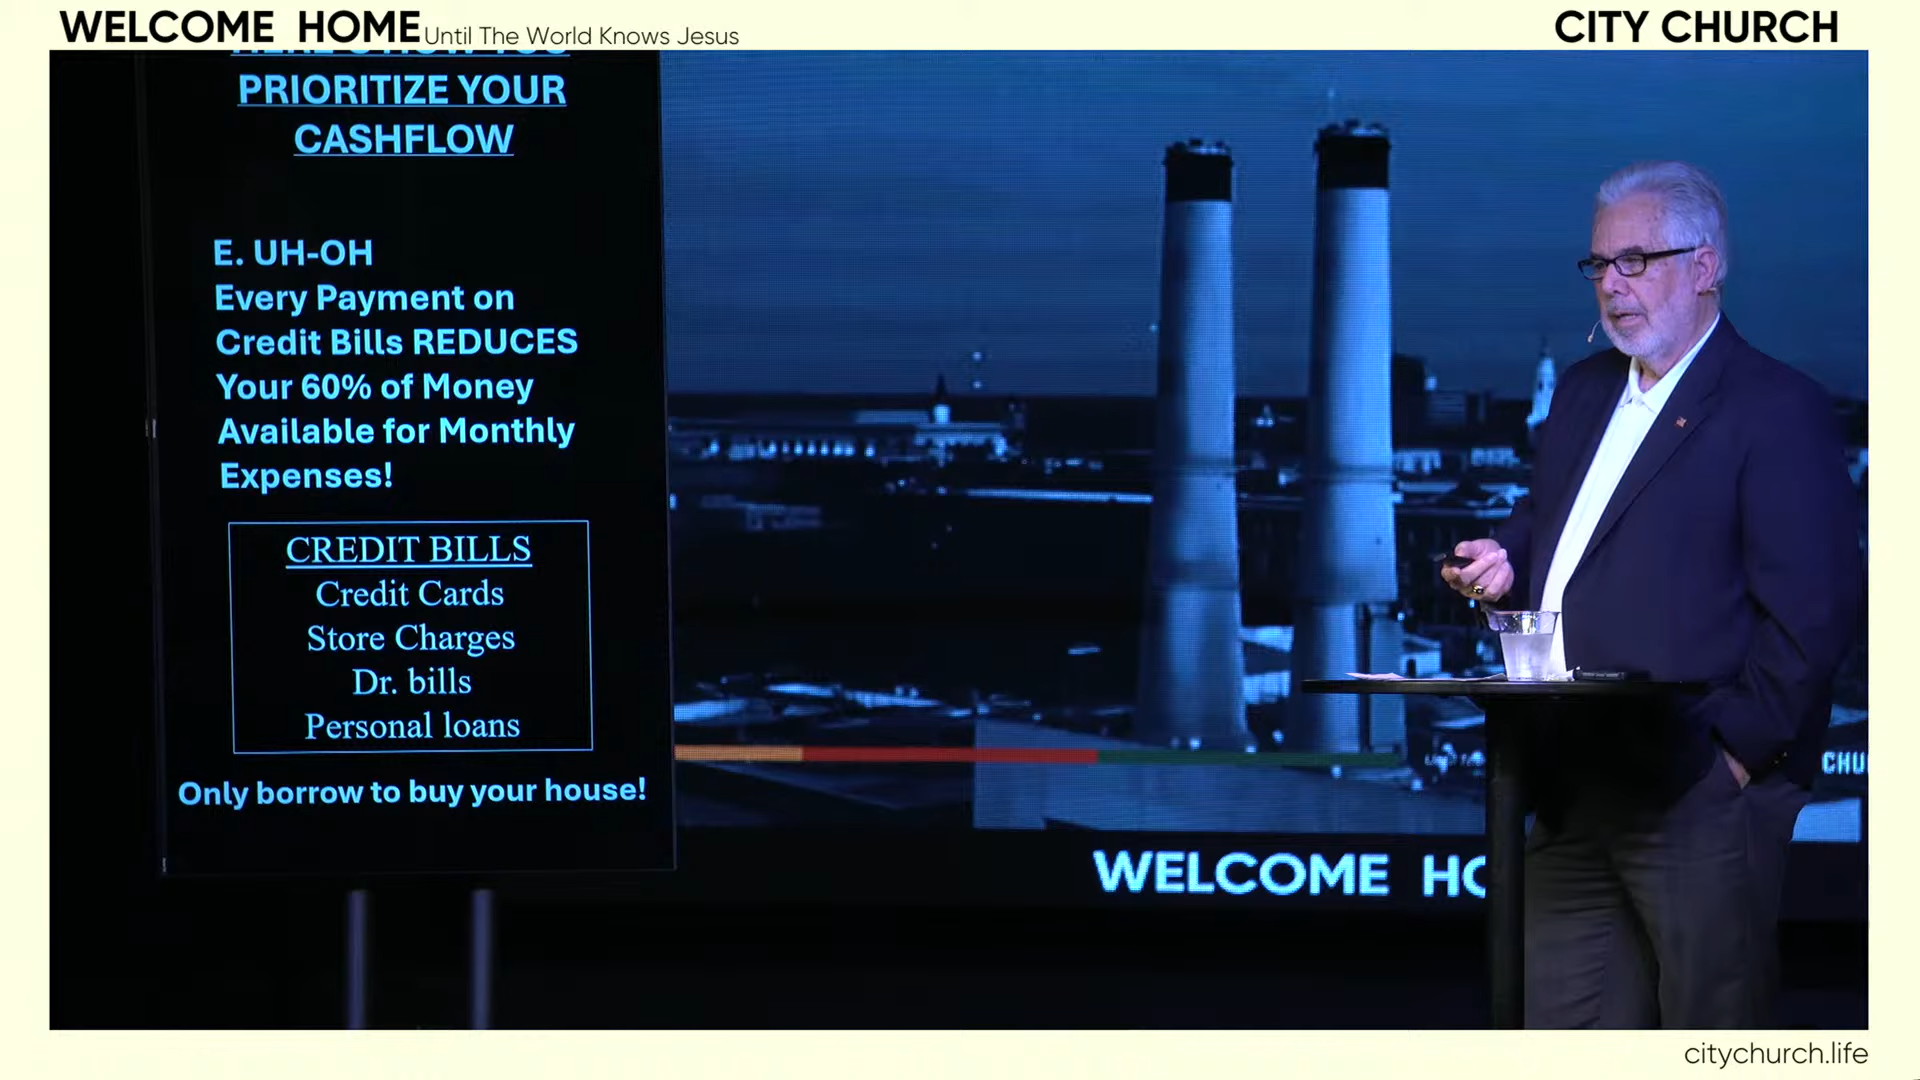 WELCOME HOME Until The World Knows Jesus
CITY CHURCH
PRIORITIZE YOUR
CASHFLOW
E. UH-OH
Every Payment on
Credit Bills REDUCES
Your 60% of Money
Available for Monthly
Expenses!
CREDIT BILLS
Credit Cards
Store Charges
Dr. bills
Personal loans
Only borrow to buy your house!
CHU
WELCOME HO
citychurch.life